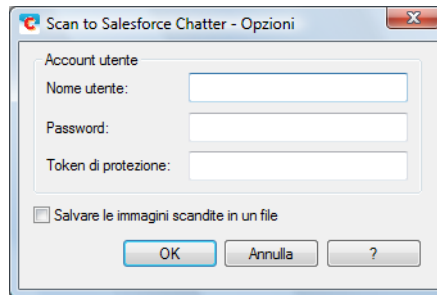 Scan to Salesforce Chatter - Opzioni
Account utente
Nome utente:
Password:
Token di protezione:
Salvare le immagini scandite in un file
OK Annulla ?